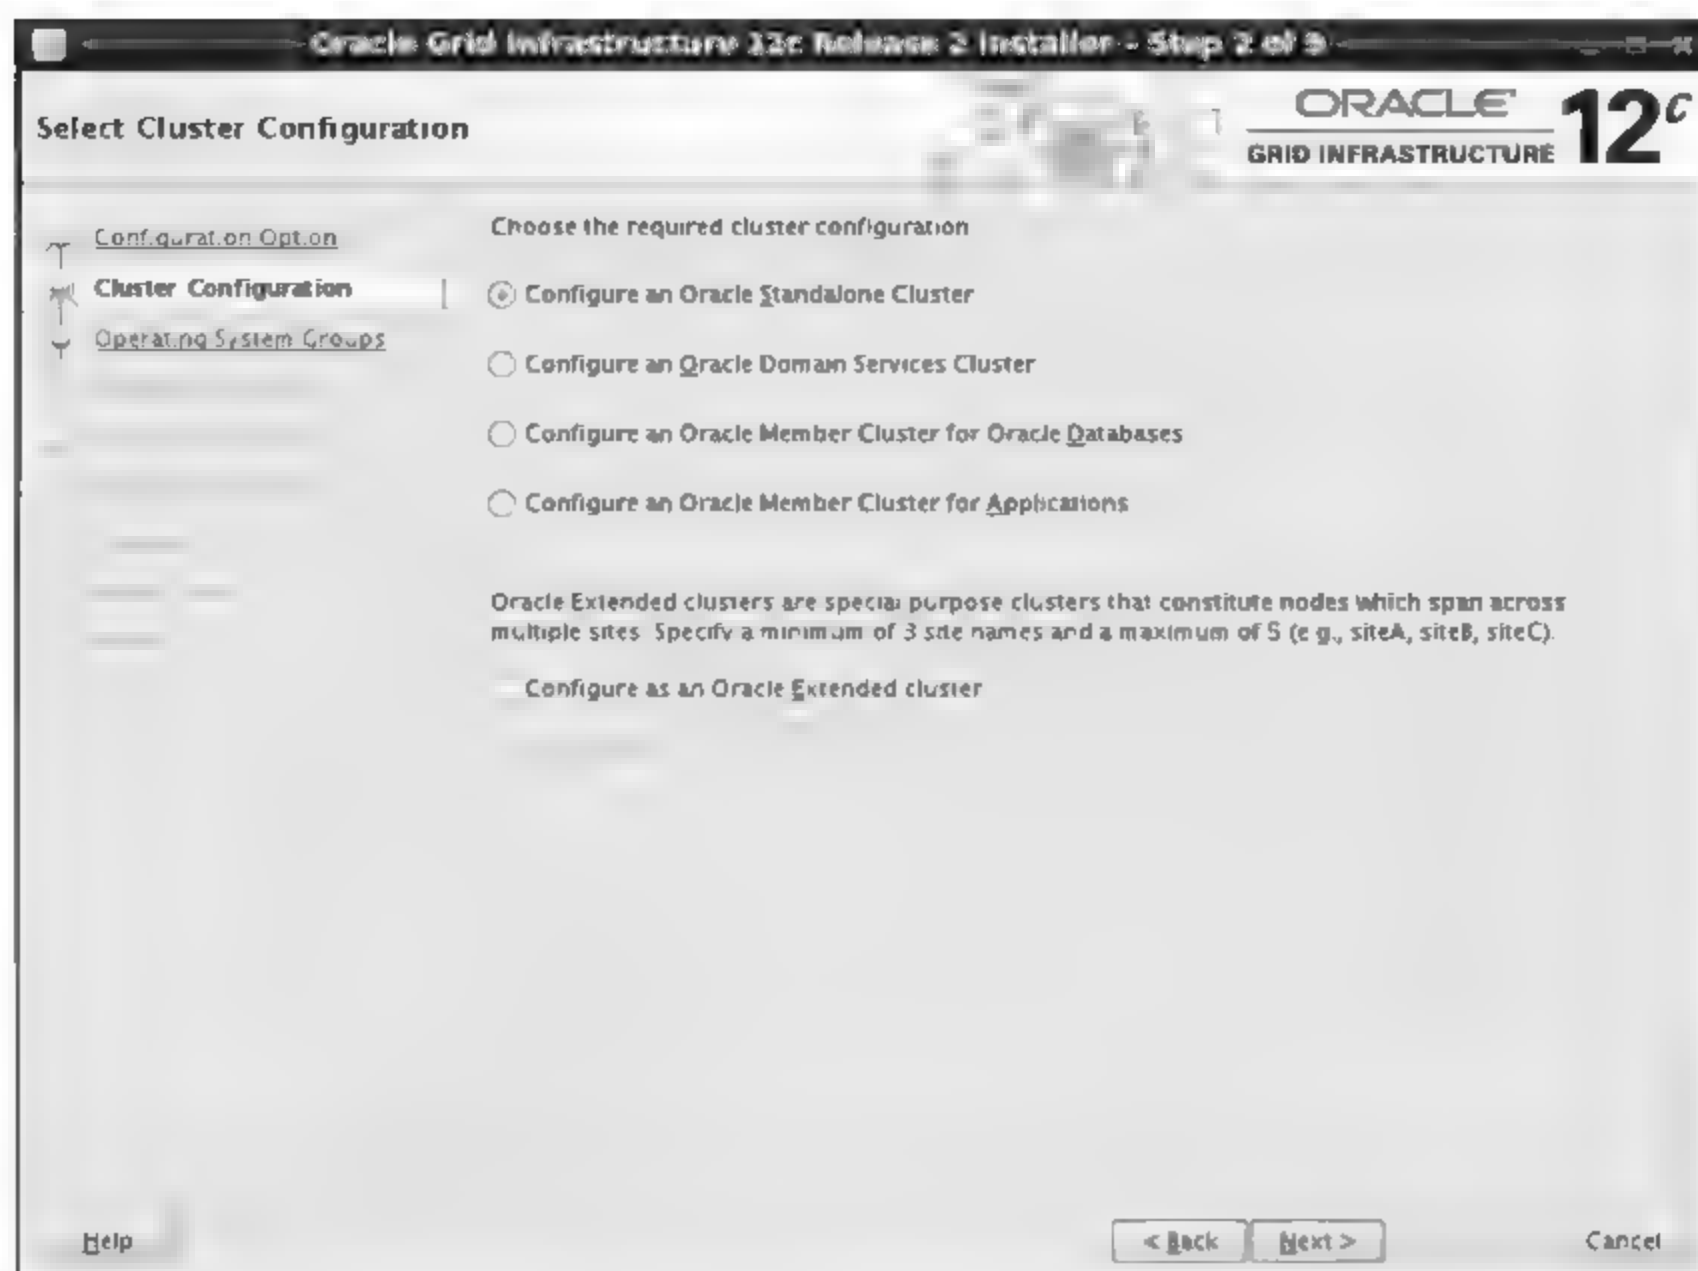 Oracle Grid Infrastructure 12c Release 2 Installer - Step 2 of 9
Select Cluster Configuration
ORACLE
GRID INFRASTRUCTURE
12c
Configuration Option
Cluster Configuration
Operating System Groups
Choose the required cluster configuration
Configure an Oracle Standalone Cluster
Configure an Oracle Domain Services Cluster
Configure an Oracle Member Cluster for Oracle Databases
Configure an Oracle Member Cluster for Applications
Oracle Extended clusters are special purpose clusters that constitute nodes which span across
multiple sites. Specify a minimum of 3 site names and a maximum of 5 (e.g., siteA, siteB, siteC).
Configure as an Oracle Extended cluster
Help
< Back
Next >
Cancel